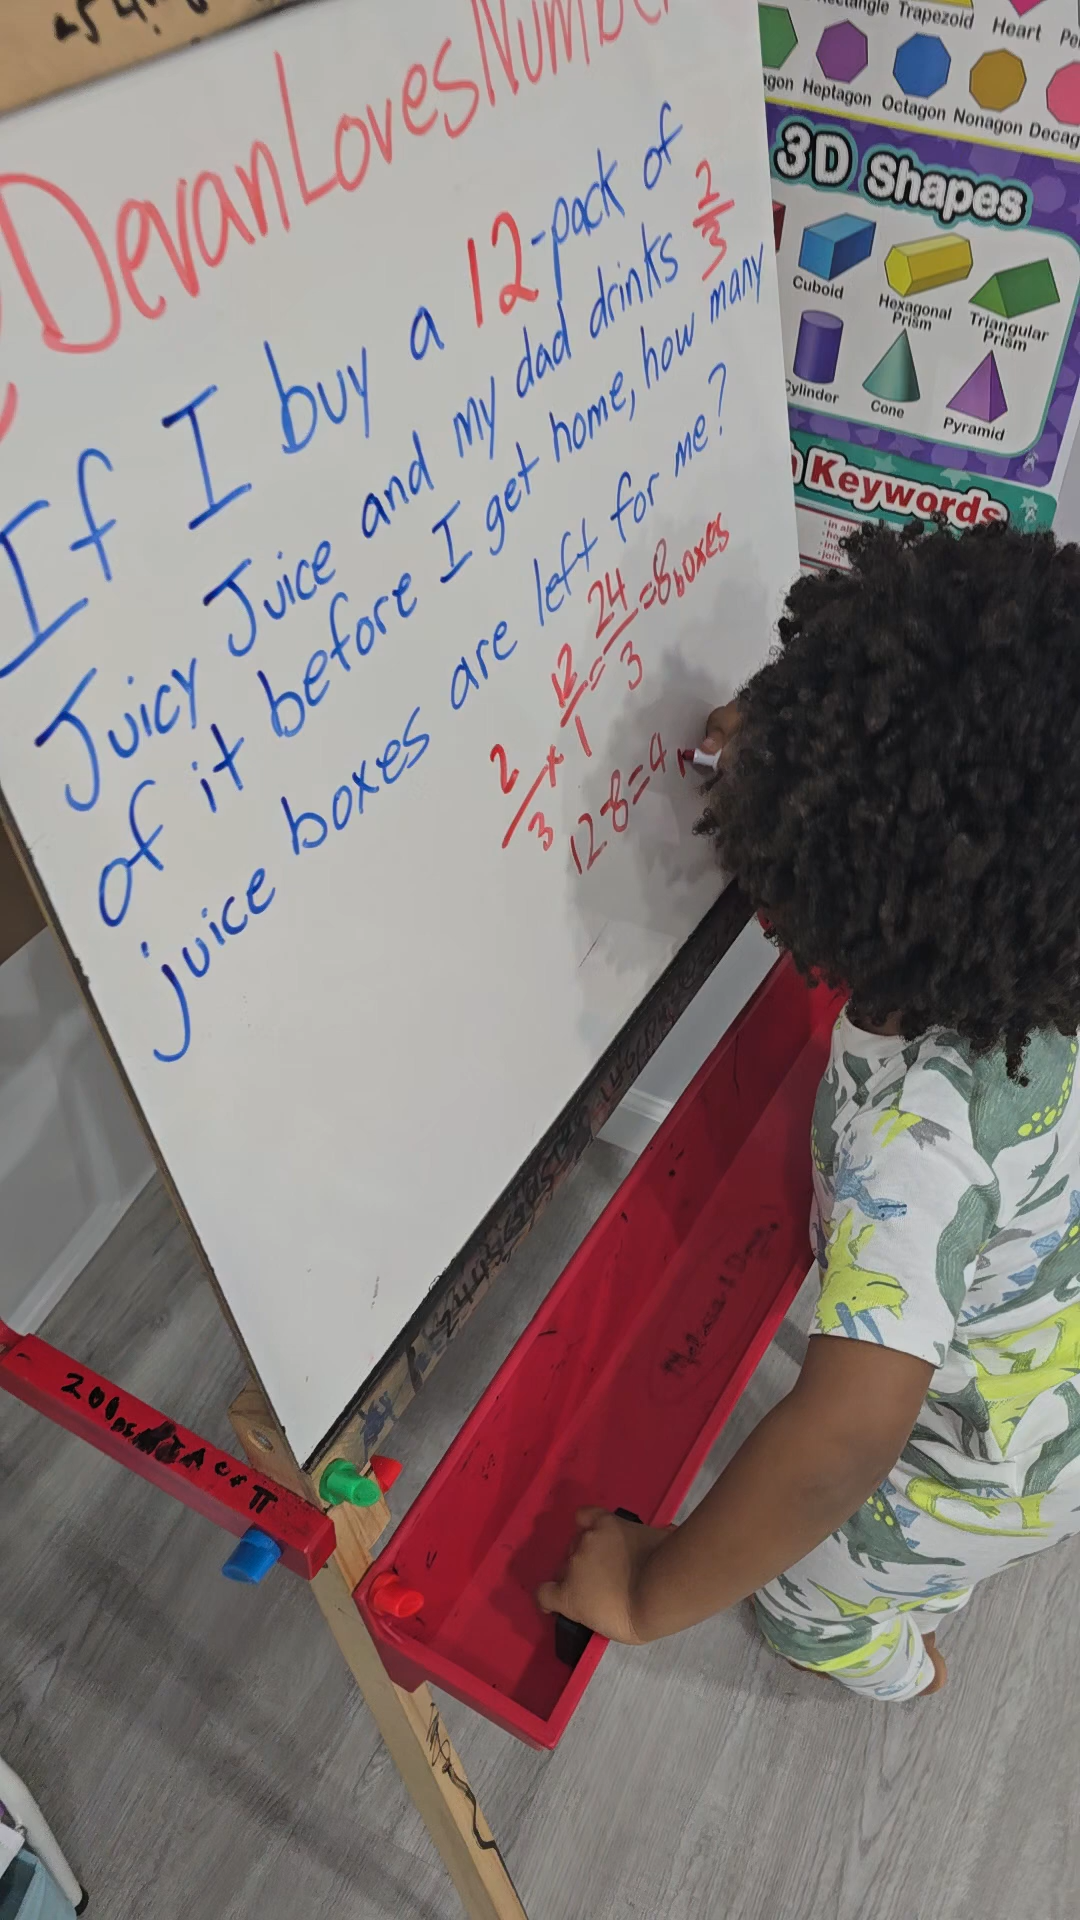 @DevanLovesNumber
If I buy a 12-pack of
Juicy Juice and my dad drinks 2/3
of it before I get home, how many
juice boxes are left for me?
2/3 × 12/1 = 24/3 = 8 boxes
12-8=4
Trapezoid Heart
Heptagon Octagon Nonagon
3D Shapes
Cuboid Hexagonal Prism Triangular Prism
Cylinder Cone Pyramid
Keywords